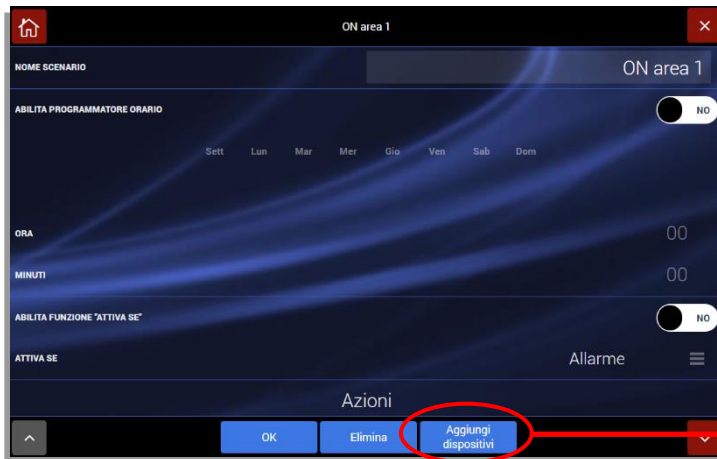 ON area 1
NOME SCENARIO
ON area 1
ABILITA PROGRAMMATORE ORARIO
NO
Sett Lun Mar Mer Gio Ven Sab Dom
ORA
00
MINUTI
00
ABILITA FUNZIONE "ATTIVA SE"
NO
ATTIVA SE
Allarme
Azioni
OK
Elimina
Aggiungi
dispositivi